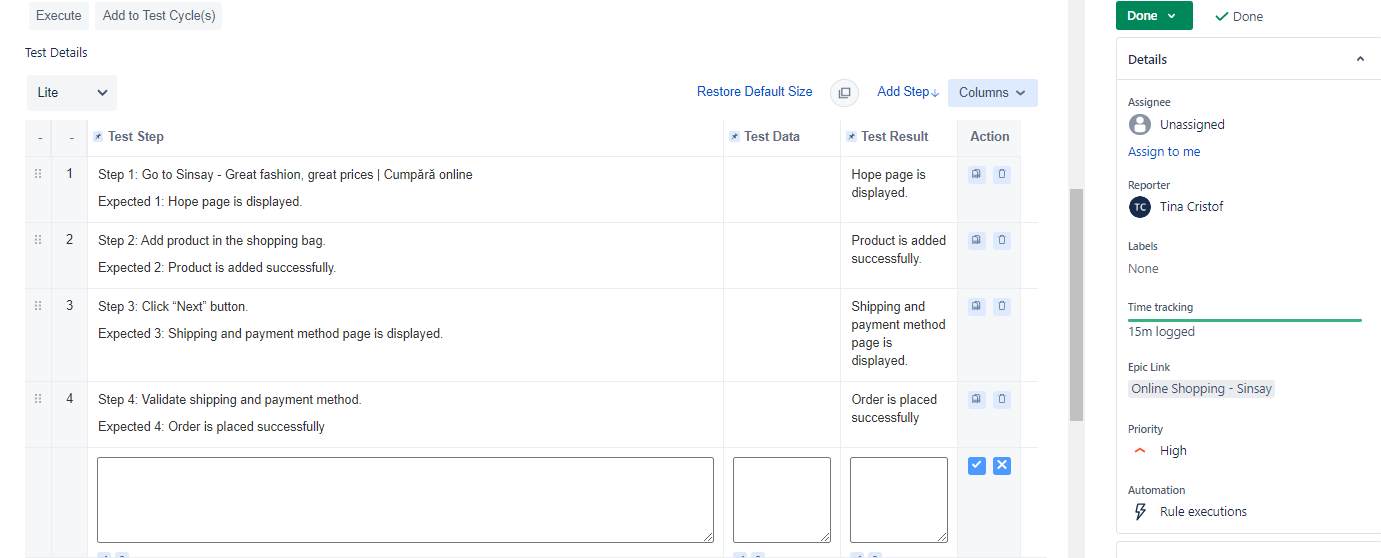 Execute
Add to Test Cycle(s)
Test Details
Lite
Restore Default Size
Add Step↓
Columns
- - Test Step Test Data Test Result Action
1
Step 1: Go to Sinsay - Great fashion, great prices | Cumpără online
Expected 1: Hope page is displayed.
Hope page is
displayed.
2
Step 2: Add product in the shopping bag.
Expected 2: Product is added successfully.
Product is added
successfully.
3
Step 3: Click “Next” button.
Expected 3: Shipping and payment method page is displayed.
Shipping and
payment method
page is
displayed.
4
Step 4: Validate shipping and payment method.
Expected 4: Order is placed successfully
Order is placed
successfully
Done
Done
Details
Assignee
Unassigned
Assign to me
Reporter
TC Tina Cristof
Labels
None
Time tracking
15m logged
Epic Link
Online Shopping - Sinsay
Priority
High
Automation
Rule executions